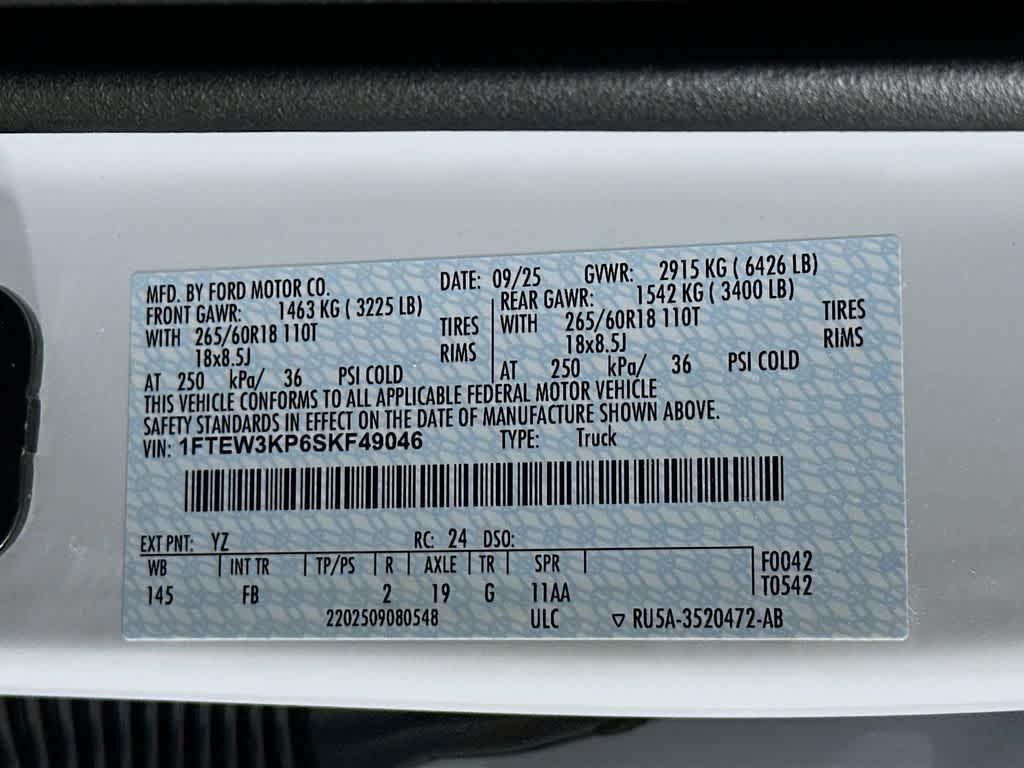 MFD. BY FORD MOTOR CO. DATE: 09/25 GVWR: 2915 KG ( 6426 LB)
FRONT GAWR: 1463 KG ( 3225 LB) REAR GAWR: 1542 KG ( 3400 LB)
WITH 265/60R18 110T TIRES WITH 265/60R18 110T TIRES
18x8.5J RIMS 18x8.5J RIMS
AT 250 kPa/ 36 PSI COLD AT 250 kPa/ 36 PSI COLD
THIS VEHICLE CONFORMS TO ALL APPLICABLE FEDERAL MOTOR VEHICLE
SAFETY STANDARDS IN EFFECT ON THE DATE OF MANUFACTURE SHOWN ABOVE.
VIN: 1FTEW3KP6SKF49046 TYPE: Truck
EXT PNT: YZ RC: 24 DSO:
WB INT TR TP/PS R AXLE TR SPR F0042
145 FB 2 19 G 11AA T0542
2202509080548 ULC ▽ RU5A-3520472-AB